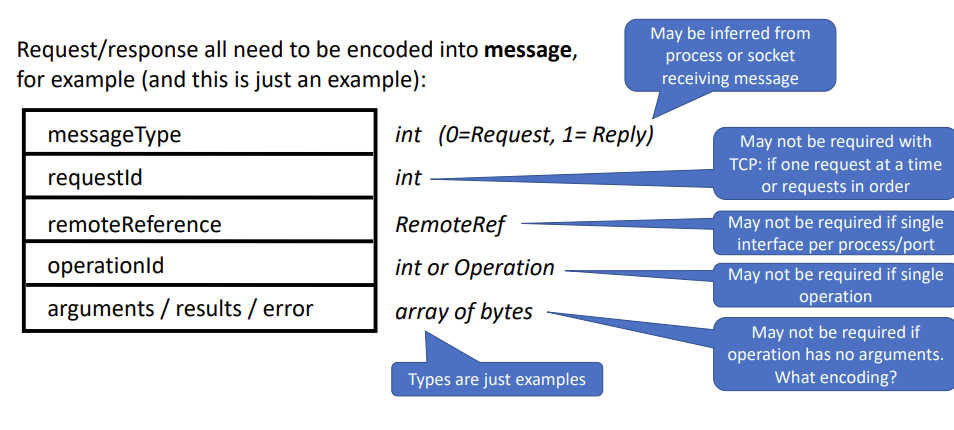 Request/response all need to be encoded into message,
for example (and this is just an example):
May be inferred from
process or socket
receiving message
messageType
int (0=Request, 1= Reply)
requestId
int
May not be required with
TCP: if one request at a time
or requests in order
remoteReference
RemoteRef
May not be required if single
interface per process/port
operationId
int or Operation
May not be required if single
operation
arguments / results / error
array of bytes
May not be required if
operation has no arguments.
What encoding?
Types are just examples